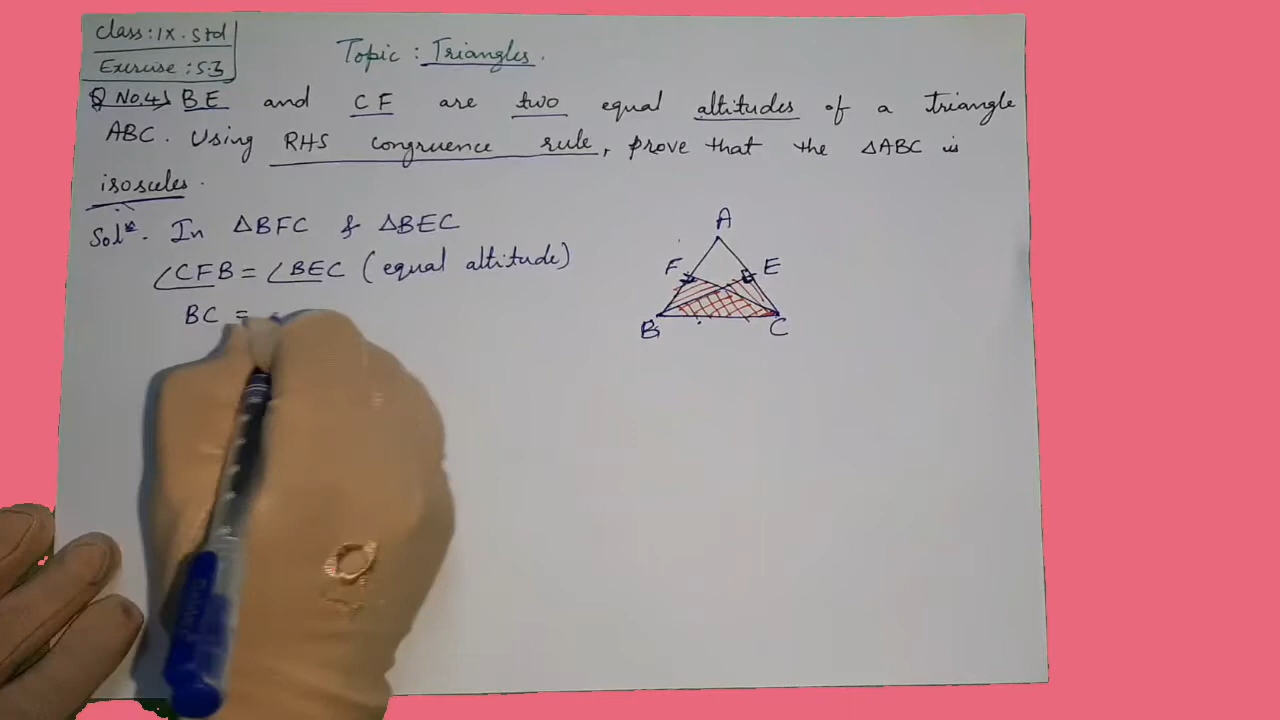 Class: IX. Std
Exercise: 5.3
Topic: Triangles.
Q No.4) BE and CF are two equal altitudes of a triangle
ABC. Using RHS congruence rule, prove that the ΔABC is
isosceles.
Sol. In ΔBFC & ΔBEC
∠CFB = ∠BEC (equal altitude)
BC =
A
F E
B C